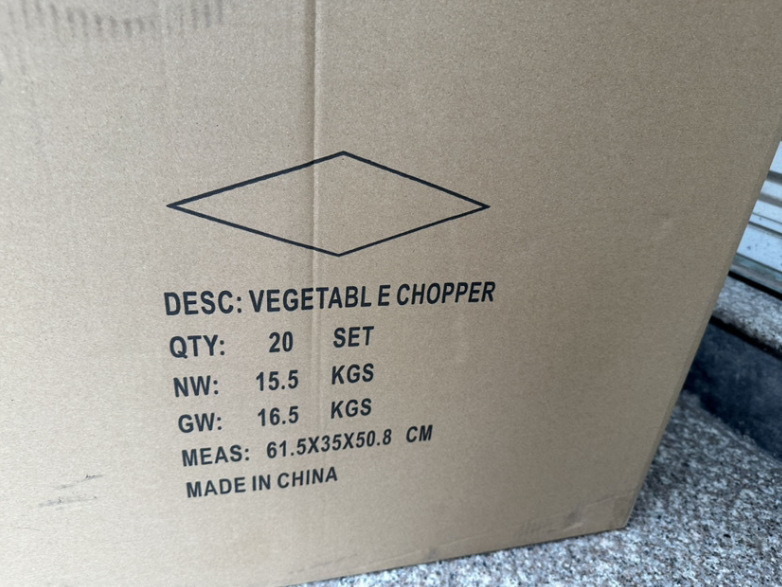 DESC: VEGETABL E CHOPPER
QTY: 20 SET
NW: 15.5 KGS
GW: 16.5 KGS
MEAS: 61.5X35X50.8 CM
MADE IN CHINA